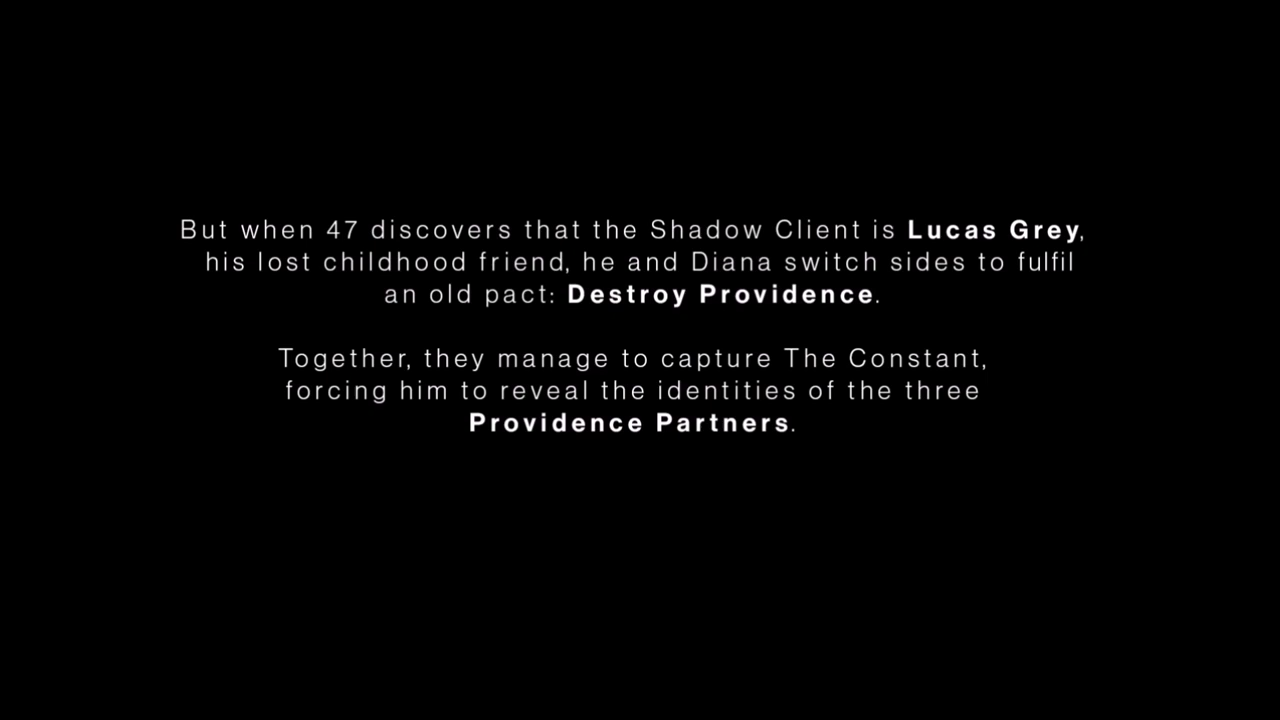 But when 47 discovers that the Shadow Client is Lucas Grey,
his lost childhood friend, he and Diana switch sides to fulfil
an old pact: Destroy Providence.
Together, they manage to capture The Constant,
forcing him to reveal the identities of the three
Providence Partners.